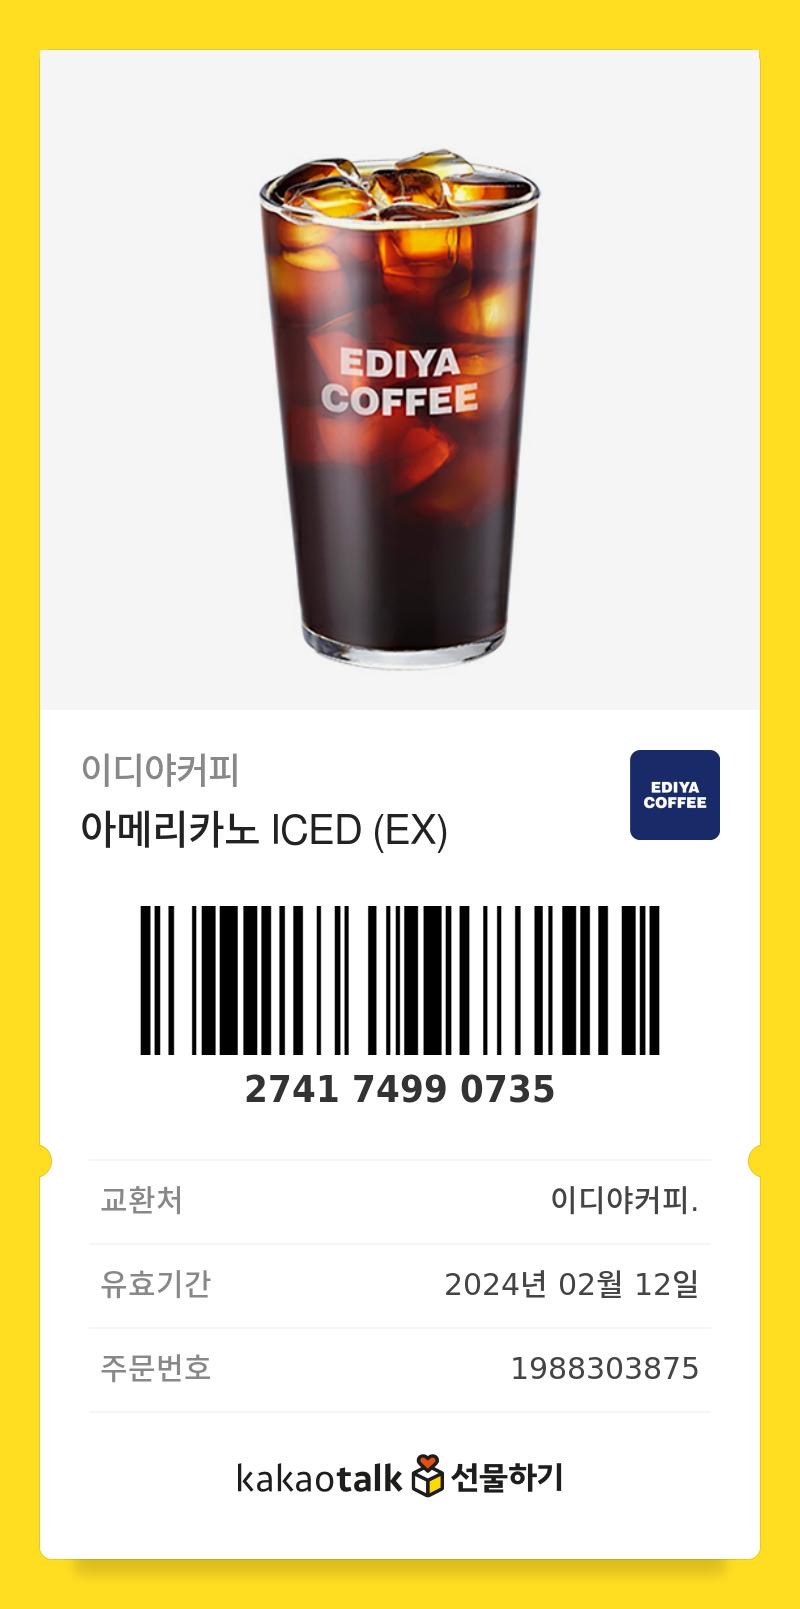 EDIYA
COFFEE
이디야커피
아메리카노 ICED (EX)
EDIYA
COFFEE
2741 7499 0735
교환처 이디야커피.
유효기간 2024년 02월 12일
주문번호 1988303875
kakaotalk 선물하기